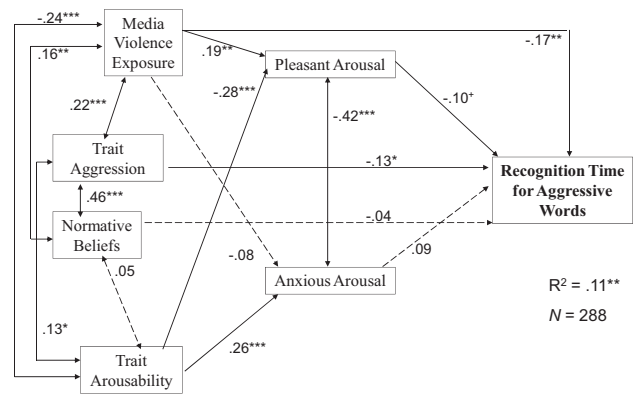 -.24***
Media
Violence
Exposure
-.17**
.16**
.19**
Pleasant Arousal
-.28***
-.10+
.22***
-.42***
Trait
Aggression
-.13*
Recognition Time
for Aggressive
Words
.46***
Normative
Beliefs
-.04
-.08
.09
.05
Anxious Arousal
R² = .11**
N = 288
.13*
.26***
Trait
Arousability